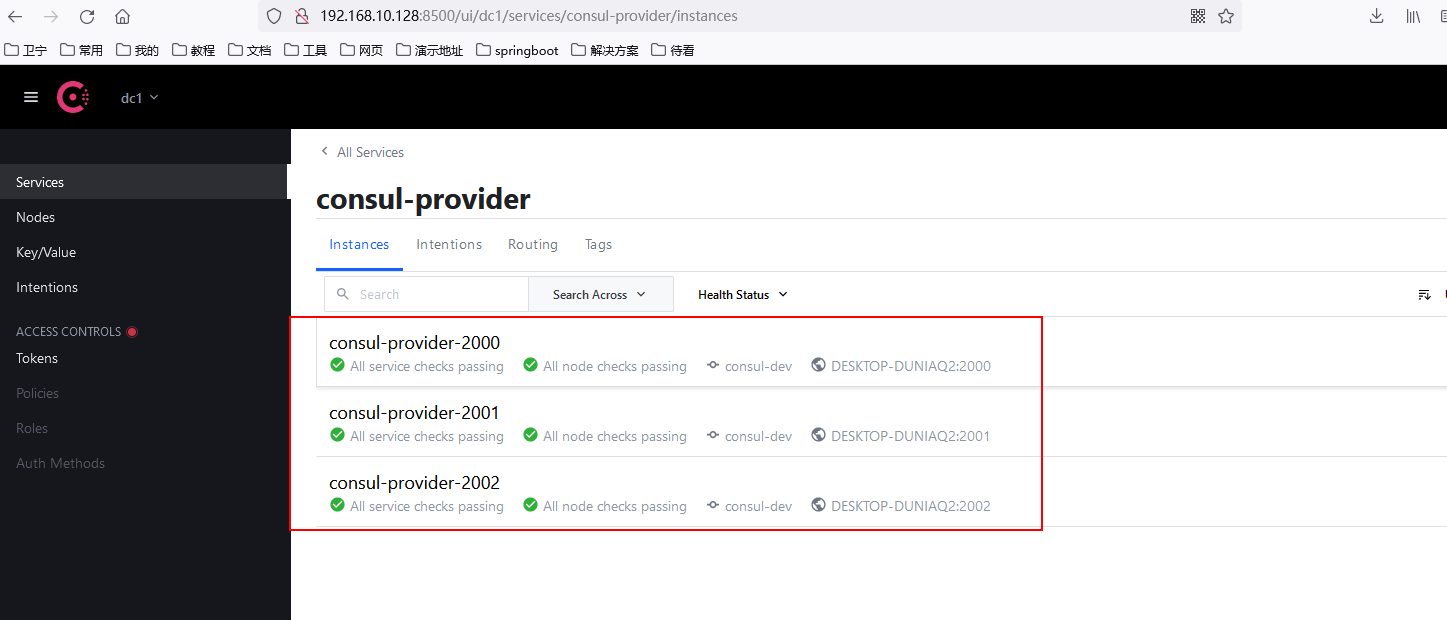 192.168.10.128:8500/ui/dc1/services/consul-provider/instances
卫宁 常用 我的 教程 文档 工具 网页 演示地址 springboot 解决方案 待看
dc1
All Services
Services
consul-provider
Nodes
Instances Intentions Routing Tags
Key/Value
Intentions
Search Search Across Health Status
ACCESS CONTROLS
Tokens
Policies
Roles
Auth Methods
consul-provider-2000
All service checks passing All node checks passing consul-dev DESKTOP-DUNIAQ2:2000
consul-provider-2001
All service checks passing All node checks passing consul-dev DESKTOP-DUNIAQ2:2001
consul-provider-2002
All service checks passing All node checks passing consul-dev DESKTOP-DUNIAQ2:2002